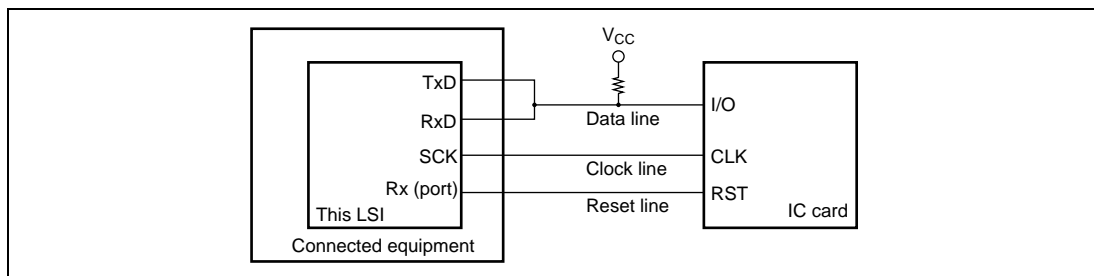 V_CC
TxD
RxD
SCK
Rx (port)
This LSI
Connected equipment
Data line
Clock line
Reset line
I/O
CLK
RST
IC card